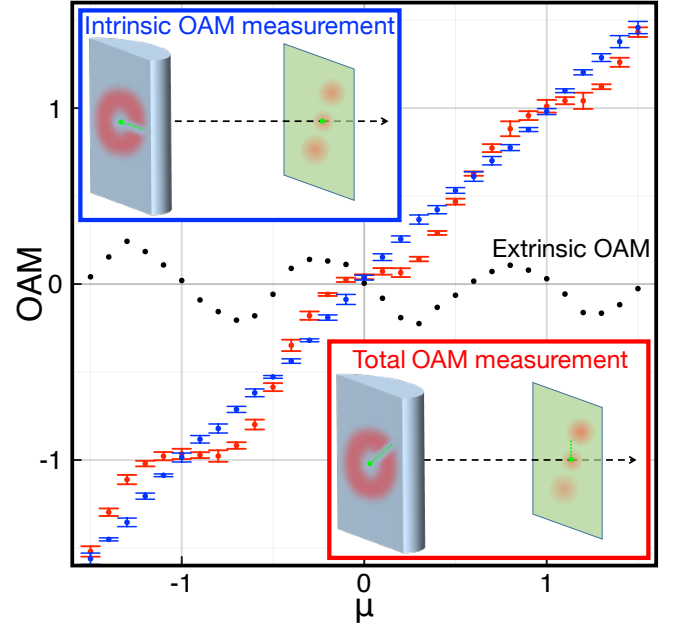 Intrinsic OAM measurement
1
Extrinsic OAM
0
OAM
Total OAM measurement
-1
-1
0
1
μ